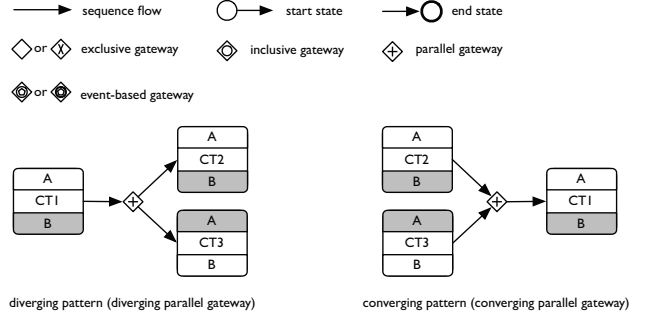 sequence flow start state end state
or X exclusive gateway inclusive gateway parallel gateway
or event-based gateway
A A
CT2 CT2
A B B A
CT1 CT1
B A A B
CT3 CT3
B B
diverging pattern (diverging parallel gateway) converging pattern (converging parallel gateway)